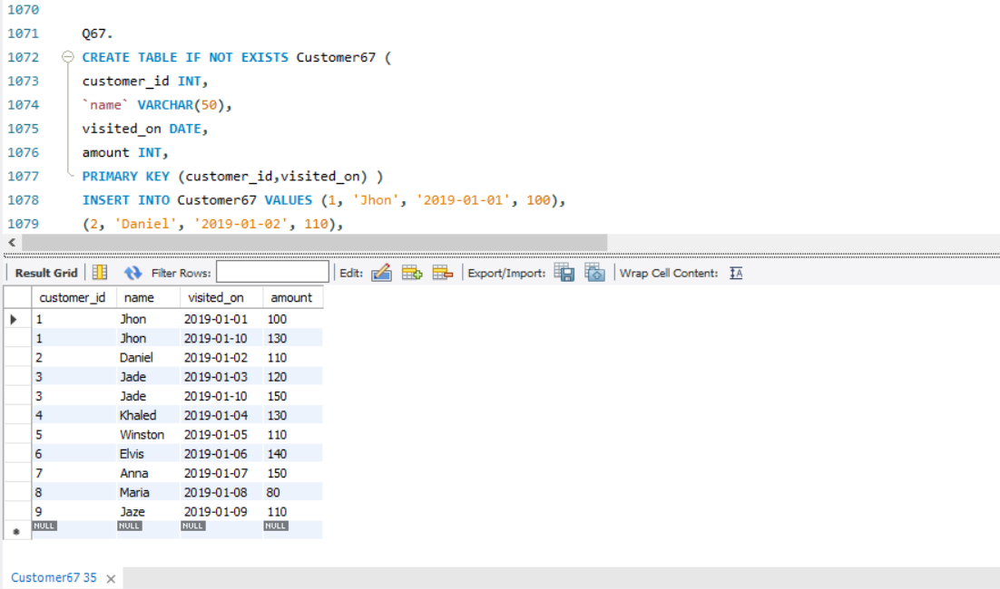 1070
1071 Q67.
1072 CREATE TABLE IF NOT EXISTS Customer67 (
1073 customer_id INT,
1074 `name` VARCHAR(50),
1075 visited_on DATE,
1076 amount INT,
1077 PRIMARY KEY (customer_id,visited_on) )
1078 INSERT INTO Customer67 VALUES (1, 'Jhon', '2019-01-01', 100),
1079 (2, 'Daniel', '2019-01-02', 110),
Result Grid Filter Rows: Edit: Export/Import: Wrap Cell Content: IA
customer_id name visited_on amount
1 Jhon 2019-01-01 100
1 Jhon 2019-01-10 130
2 Daniel 2019-01-02 110
3 Jade 2019-01-03 120
3 Jade 2019-01-10 150
4 Khaled 2019-01-04 130
5 Winston 2019-01-05 110
6 Elvis 2019-01-06 140
7 Anna 2019-01-07 150
8 Maria 2019-01-08 80
9 Jaze 2019-01-09 110
NULL NULL NULL NULL
Customer67 35